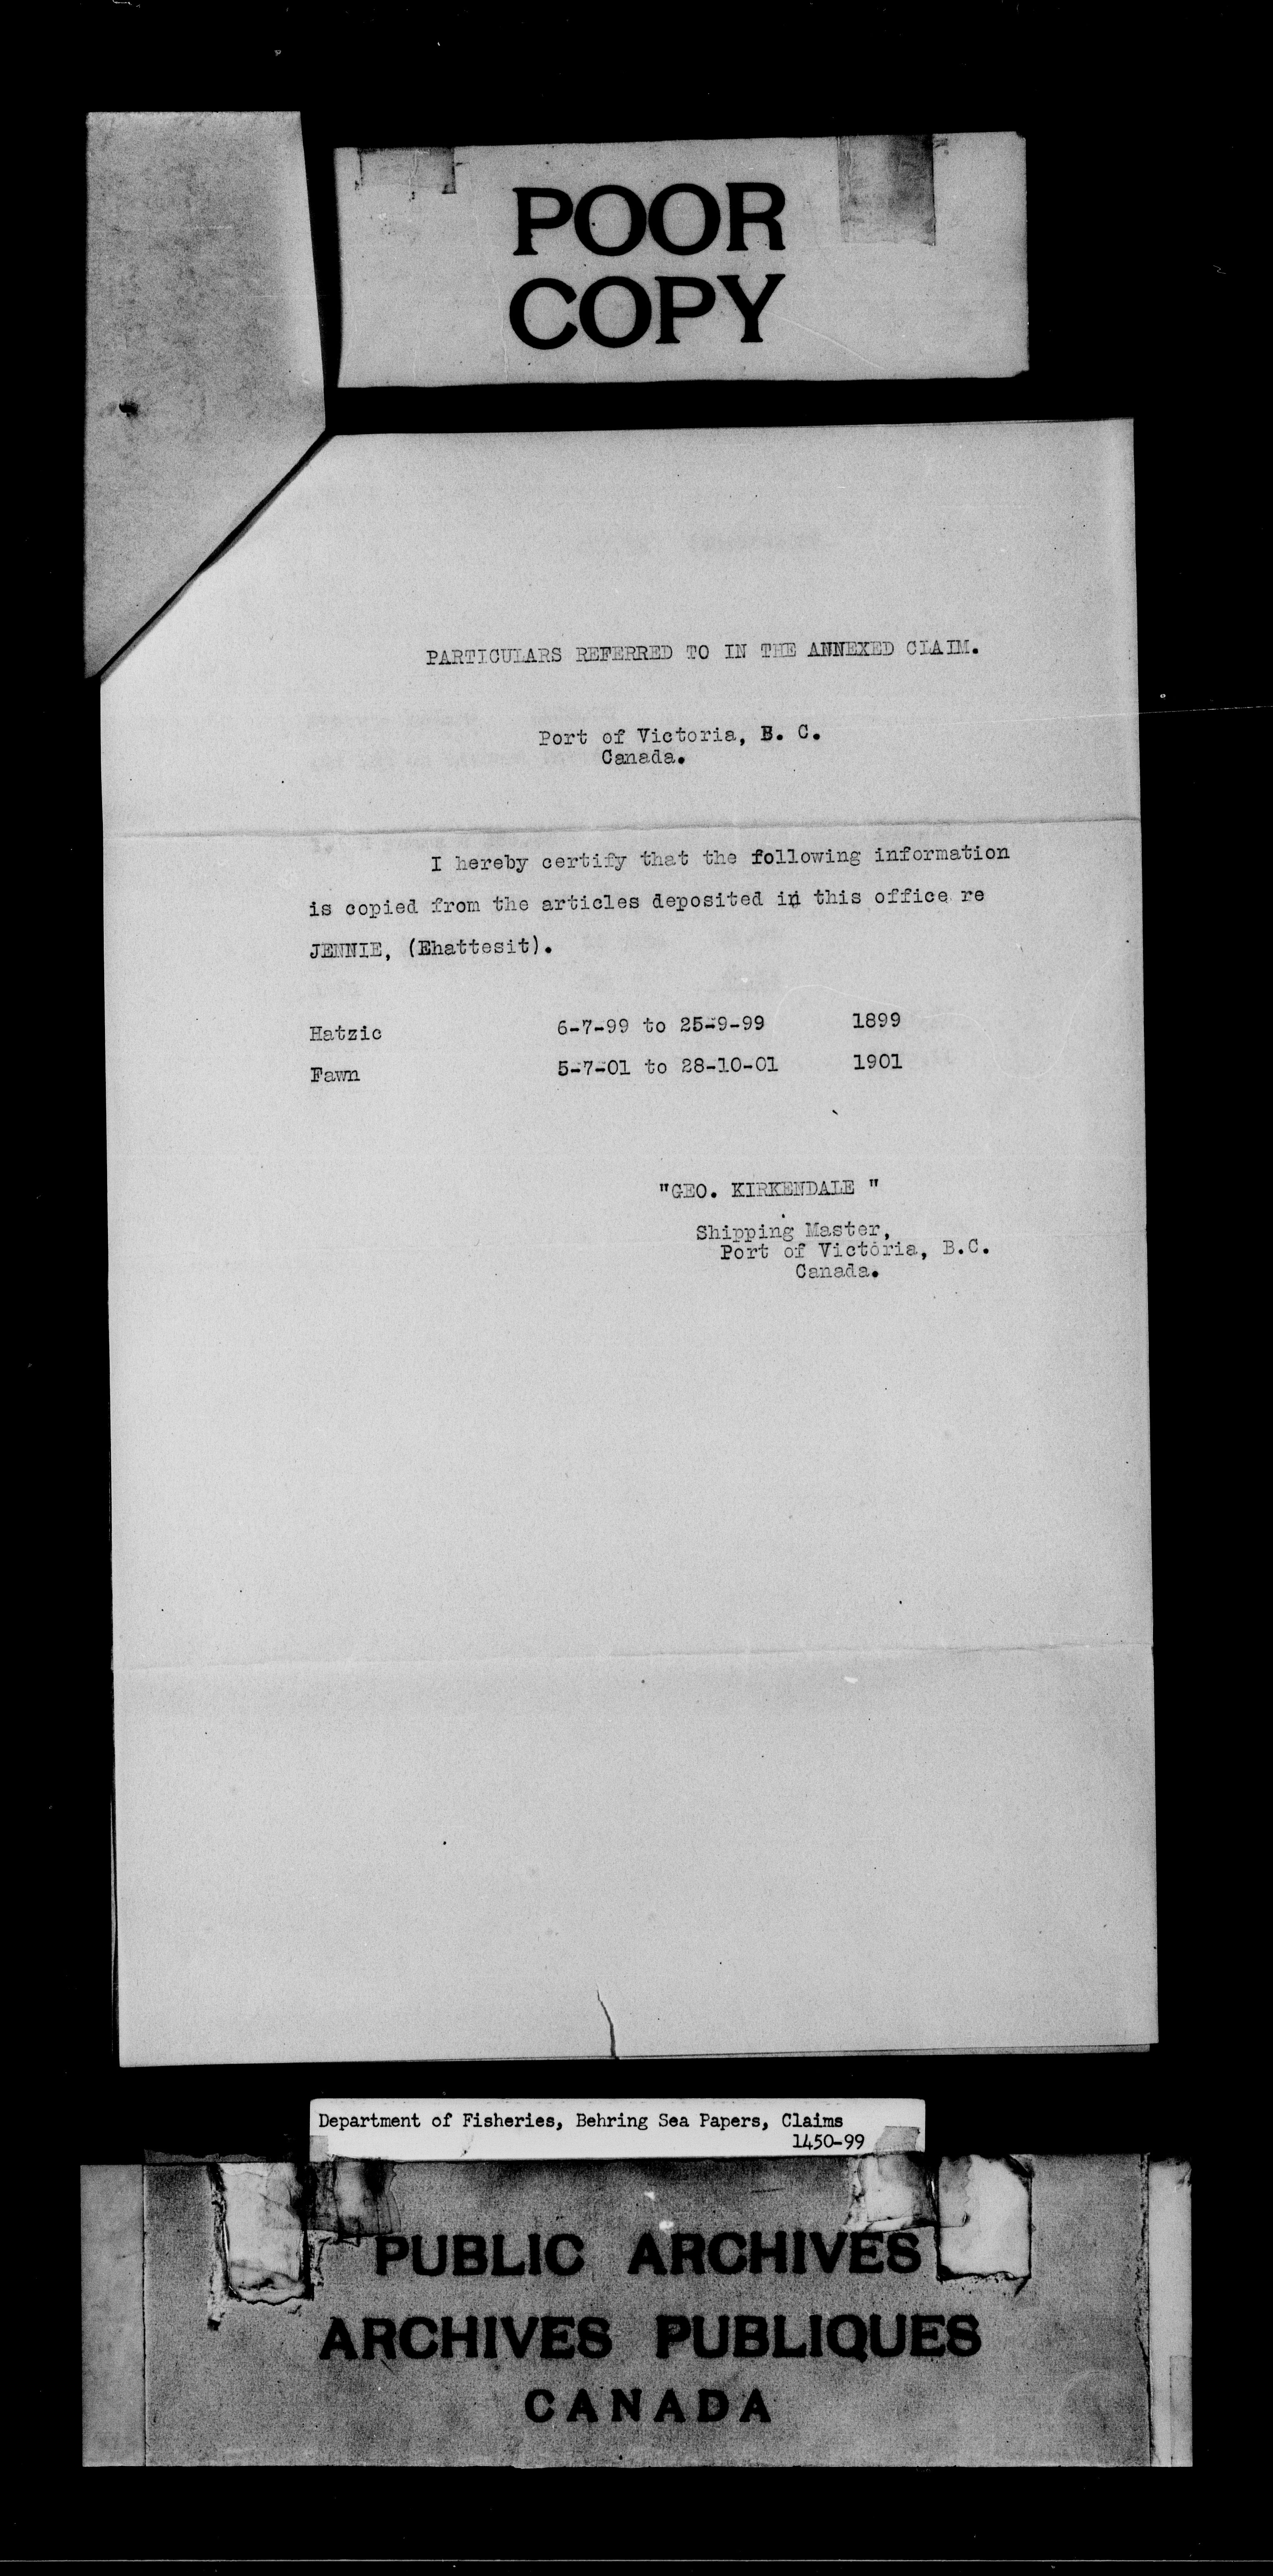 POOR
COPY
PARTICULARS REFERRED TO IN THE ANNEXED CLAIM.
Port of Victoria, B. C.
Canada.
I hereby certify that the following information
is copied from the articles deposited in this office re
JENNIE, (Ehattesit).
Hatzic 6-7-99 to 25-9-99 1899
Fawn 5-7-01 to 28-10-01 1901
"GEO. KIRKENDALE "
Shipping Master,
Port of Victoria, B.C.
Canada.
Department of Fisheries, Behring Sea Papers, Claims
1450-99
PUBLIC ARCHIVES
ARCHIVES PUBLIQUES
CANADA